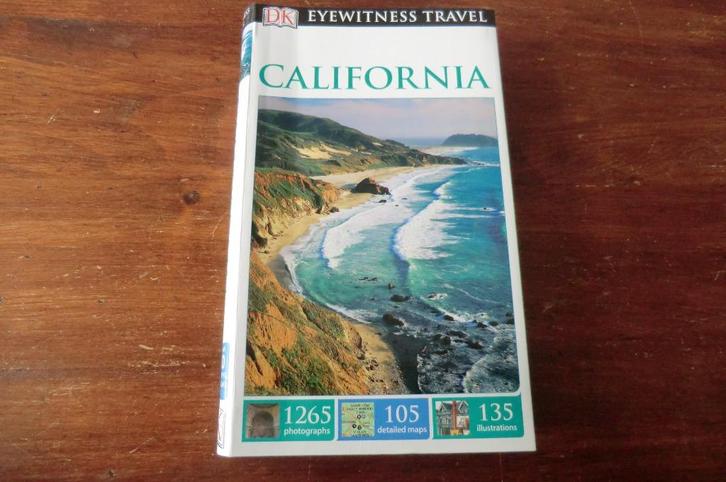 DK EYEWITNESS TRAVEL
CALIFORNIA
1265
photographs
105
detailed maps
135
illustrations